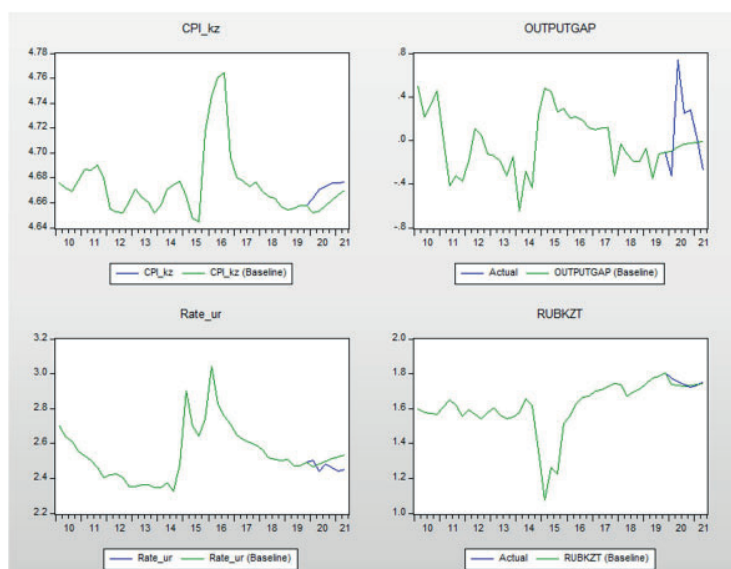 CPI_kz
4.78
4.76
4.74
4.72
4.70
4.68
4.66
4.64
10 11 12 13 14 15 16 17 18 19 20 21
CPI_kz CPI_kz (Baseline)
OUTPUTGAP
.8
.4
.0
-.4
-.8
10 11 12 13 14 15 16 17 18 19 20 21
Actual OUTPUTGAP (Baseline)
Rate_ur
3.2
3.0
2.8
2.6
2.4
2.2
10 11 12 13 14 15 16 17 18 19 20 21
Rate_ur Rate_ur (Baseline)
RUBKZT
2.0
1.8
1.6
1.4
1.2
1.0
10 11 12 13 14 15 16 17 18 19 20 21
Actual RUBKZT (Baseline)